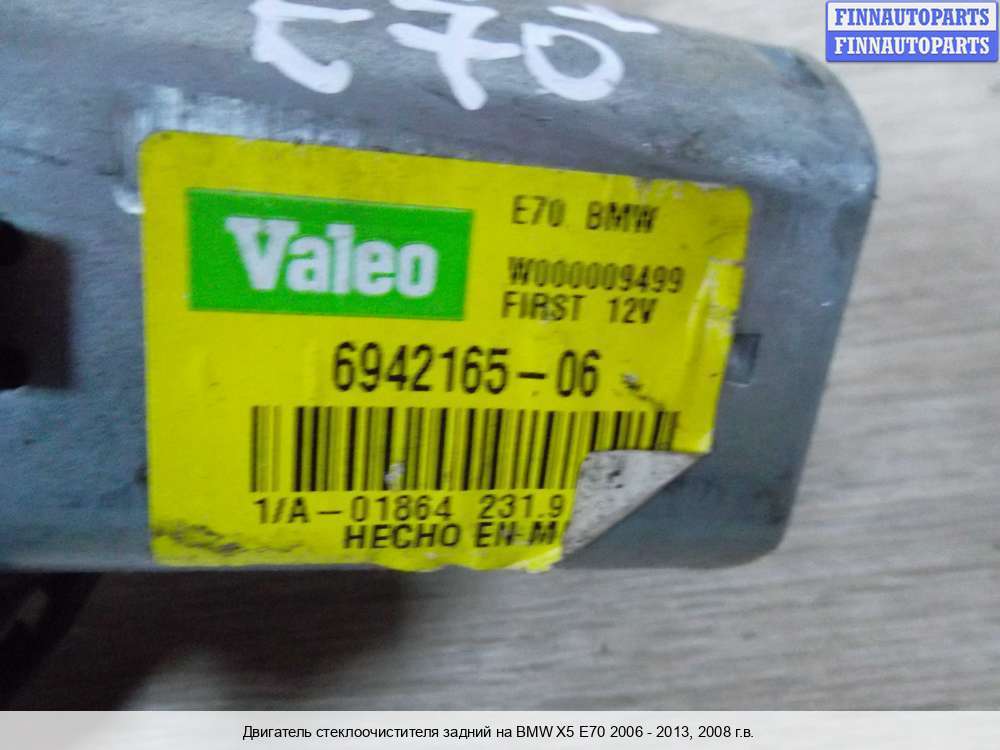 FINNAUTOPARTS
FINNAUTOPARTS
E70
Valeo
E70 BMW
W000009499
FIRST 12V
6942165-06
1/A-01864 231.9
HECHO EN
Двигатель стеклоочистителя задний на BMW X5 E70 2006 - 2013, 2008 г.в.